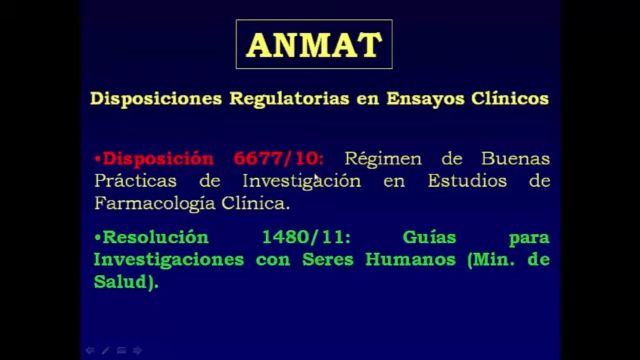 ANMAT
Disposiciones Regulatorias en Ensayos Clínicos
•Disposición 6677/10: Régimen de Buenas
Prácticas de Investigación en Estudios de
Farmacología Clínica.
•Resolución 1480/11: Guías para
Investigaciones con Seres Humanos (Min. de
Salud).